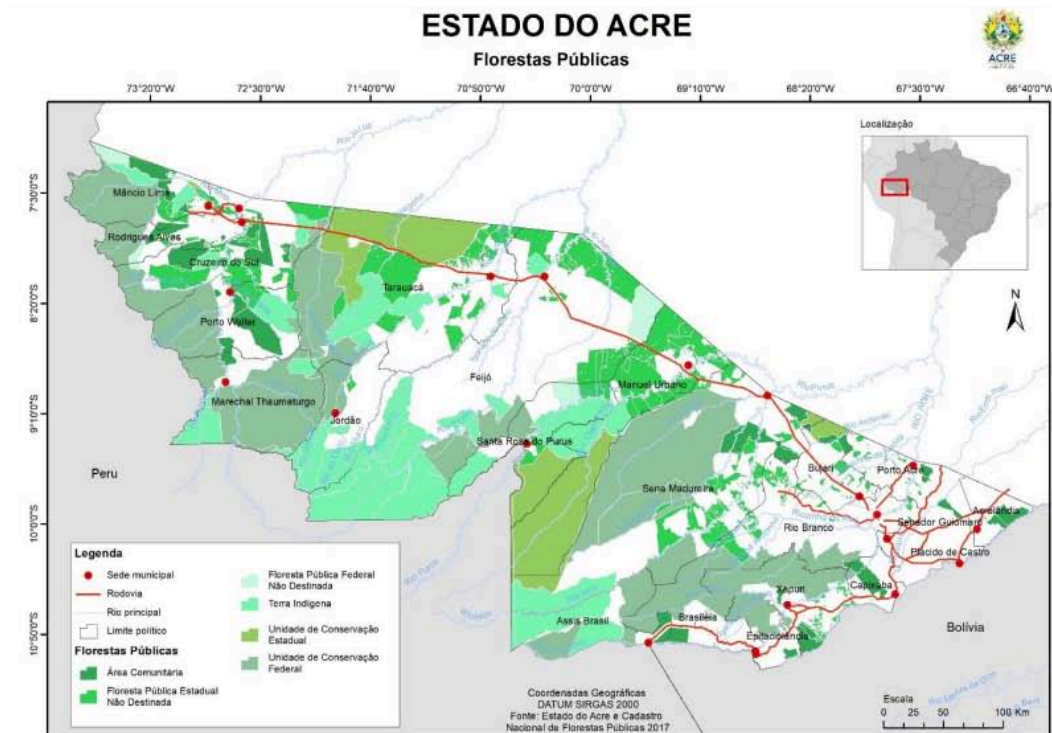 ESTADO DO ACRE
Florestas Públicas
ACRE
73°20'0"W 72°30'0"W 71°40'0"W 70°50'0"W 70°0'0"W 69°10'0"W 68°20'0"W 67°30'0"W 66°40'0"W
Localização
7°30'0"S
8°20'0"S
9°10'0"S
10°0'0"S
10°50'0"S
Mâncio Lima
Rodrigues Alves
Cruzeiro do Sul
Tarauacá
Porto Walter
N
Feijó
Manuel Urbano
Marechal Thaumaturgo
Jordão
Santa Rosa do Purus
Peru
Sena Madureira
Bujari
Porto Acre
Rio Branco
Senador Guiomard
Acrelândia
Plácido de Castro
Xapuri
Capixaba
Assis Brasil
Brasiléia
Epitaciolândia
Bolívia
Rio Purus
Legenda
Sede municipal
Rodovia
Rio principal
Limite político
Florestas Públicas
Área Comunitária
Floresta Pública Estadual
Não Destinada
Floresta Pública Federal
Não Destinada
Terra Indígena
Unidade de Conservação
Estadual
Unidade de Conservação
Federal
Coordenadas Geográficas
DATUM SIRGAS 2000
Fonte: Estado do Acre e Cadastro
Nacional de Florestas Públicas 2017
Escala
0 25 50 100 Km